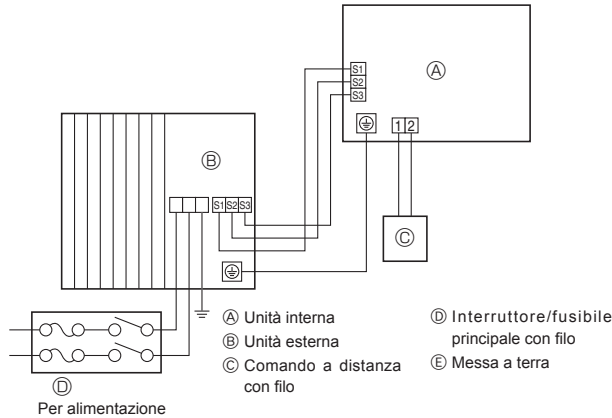 S1
S2
S3
Ⓐ
1 2
Ⓑ
S1 S2 S3
Ⓒ
Ⓓ
Per alimentazione
Ⓐ Unità interna
Ⓑ Unità esterna
Ⓒ Comando a distanza
con filo
Ⓓ Interruttore/fusibile
principale con filo
Ⓔ Messa a terra